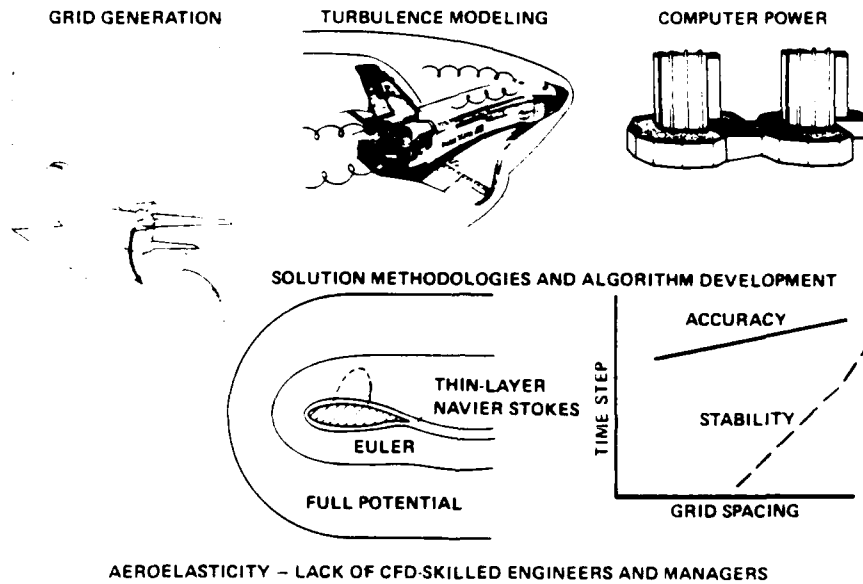 GRID GENERATION
TURBULENCE MODELING
COMPUTER POWER
SOLUTION METHODOLOGIES AND ALGORITHM DEVELOPMENT
THIN-LAYER
NAVIER STOKES
EULER
FULL POTENTIAL
ACCURACY
STABILITY
TIME STEP
GRID SPACING
AEROELASTICITY – LACK OF CFD-SKILLED ENGINEERS AND MANAGERS